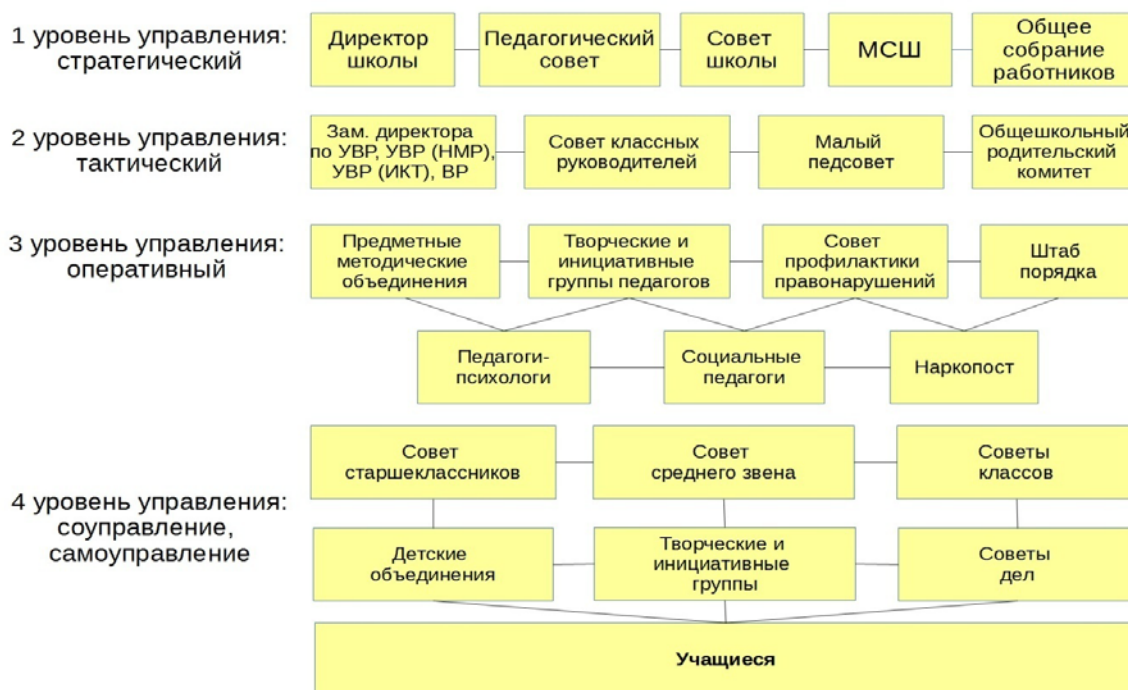 1 уровень управления:
стратегический
Директор
школы
Педагогический
совет
Совет
школы
МСШ
Общее
собрание
работников
2 уровень управления:
тактический
Зам. директора
по УВР, УВР (НМР),
УВР (ИКТ), ВР
Совет классных
руководителей
Малый
педсовет
Общешкольный
родительский
комитет
3 уровень управления:
оперативный
Предметные
методические
объединения
Творческие и
инициативные
группы педагогов
Совет
профилактики
правонарушений
Штаб
порядка
Педагоги-
психологи
Социальные
педагоги
Наркопост
4 уровень управления:
соуправление,
самоуправление
Совет
старшеклассников
Совет
среднего звена
Советы
классов
Детские
объединения
Творческие и
инициативные
группы
Советы
дел
Учащиеся